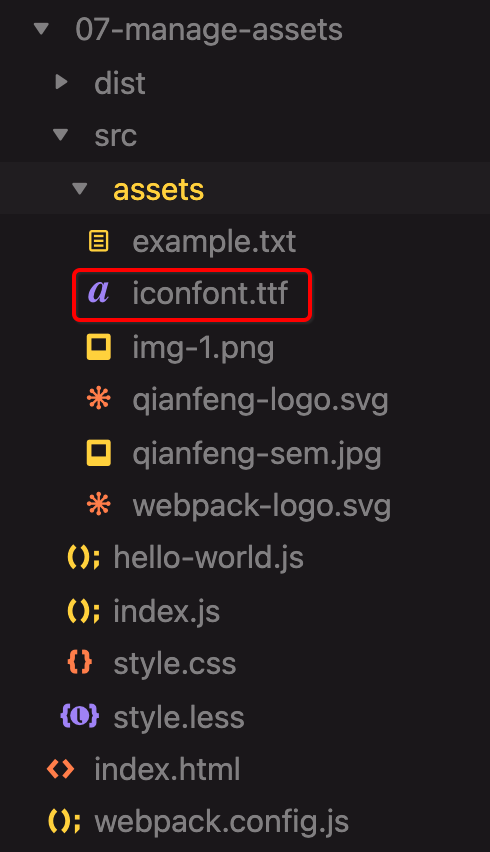 07-manage-assets
dist
src
assets
example.txt
iconfont.ttf
img-1.png
qianfeng-logo.svg
qianfeng-sem.jpg
webpack-logo.svg
hello-world.js
index.js
style.css
style.less
index.html
webpack.config.js